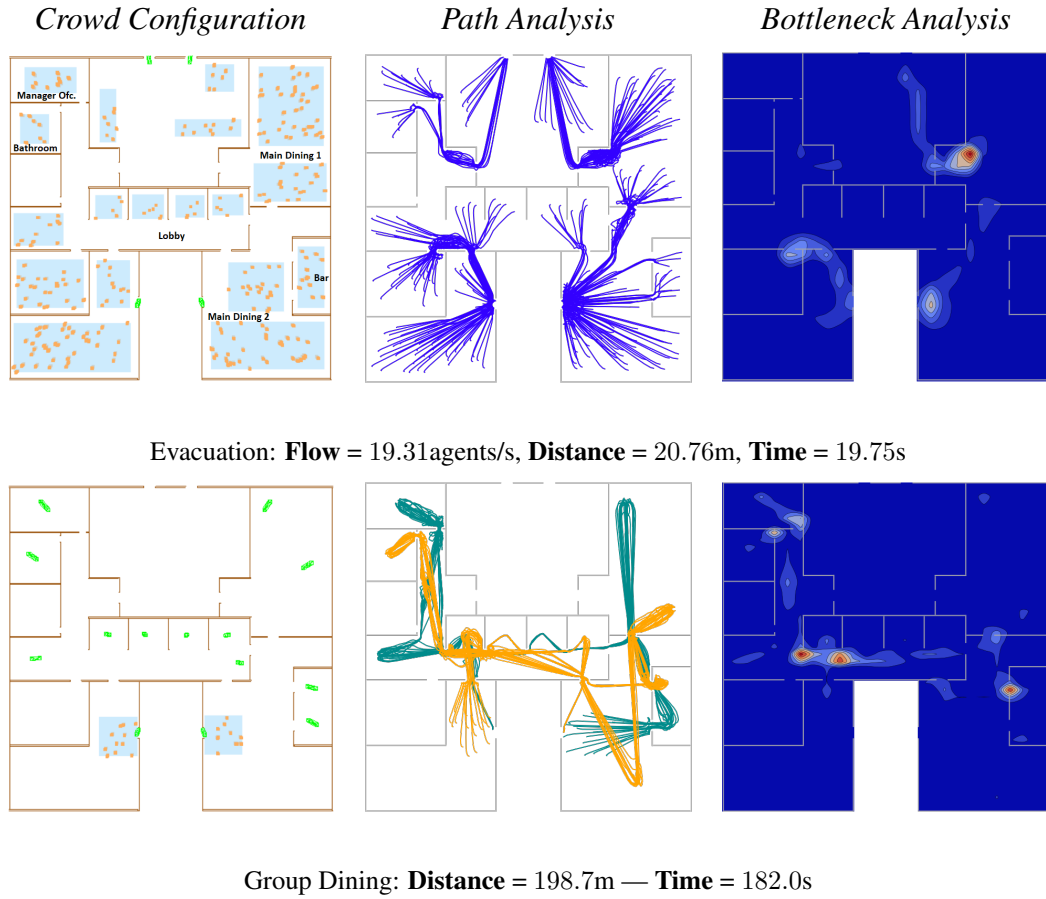 Crowd Configuration
Path Analysis
Bottleneck Analysis
Manager Ofc.
Bathroom
Main Dining 1
Lobby
Bar
Main Dining 2
Evacuation: Flow = 19.31agents/s, Distance = 20.76m, Time = 19.75s
Group Dining: Distance = 198.7m — Time = 182.0s